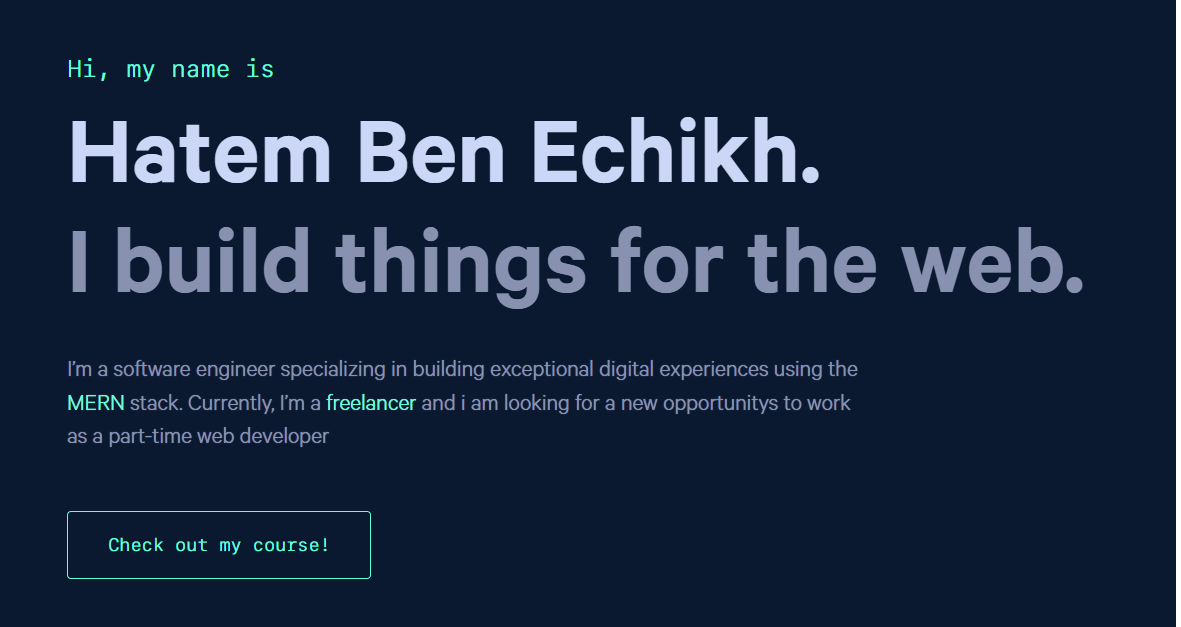 Hi, my name is
Hatem Ben Echikh.
I build things for the web.
I'm a software engineer specializing in building exceptional digital experiences using the
MERN stack. Currently, I'm a freelancer and i am looking for a new opportunitys to work
as a part-time web developer
Check out my course!